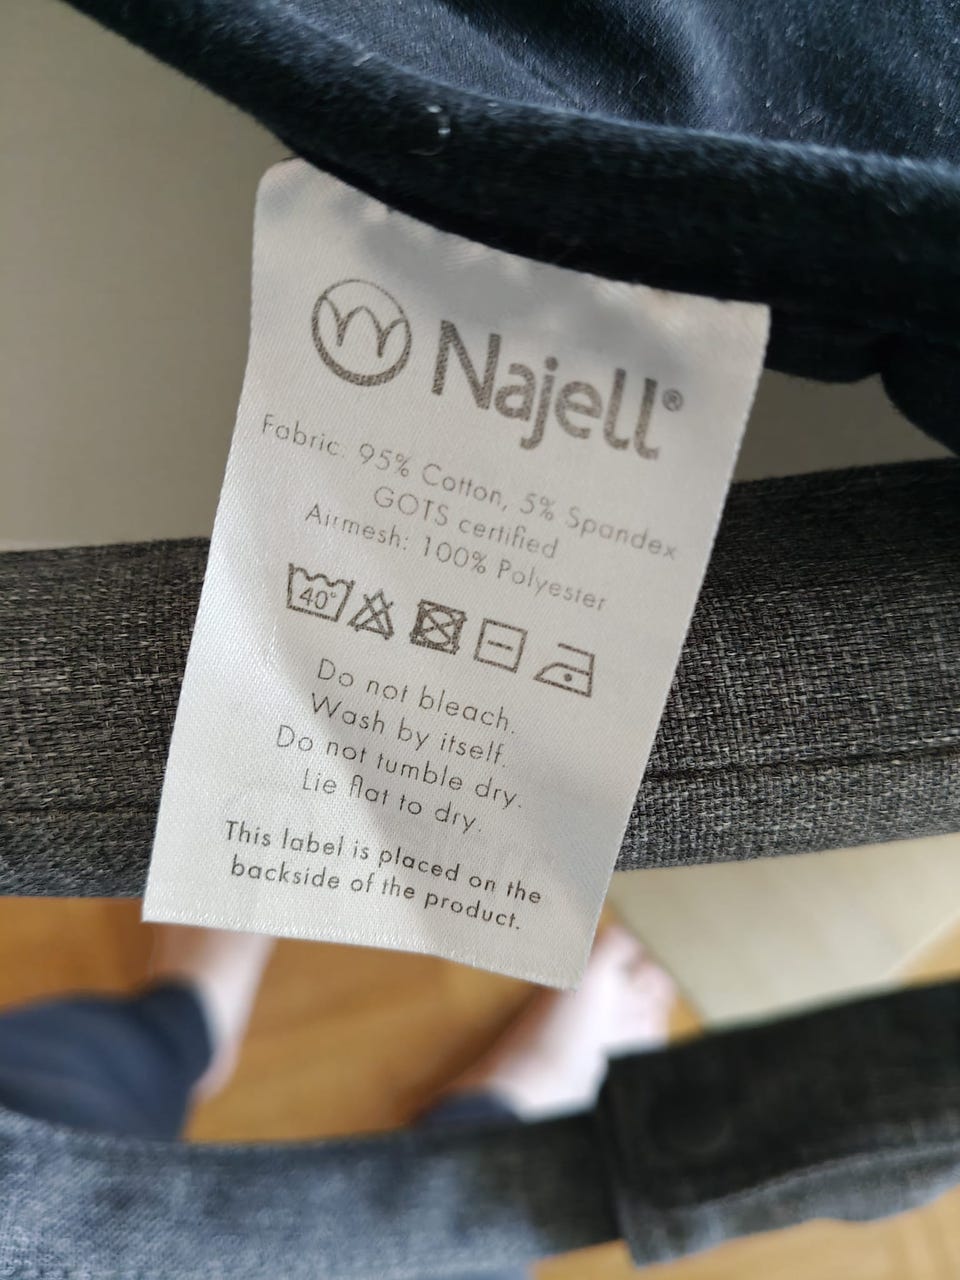 Najell®
Fabric: 95% Cotton, 5% Spandex
GOTS certified
Airmesh: 100% Polyester
40°
Do not bleach.
Wash by itself.
Do not tumble dry.
Lie flat to dry.
This label is placed on the
backside of the product.